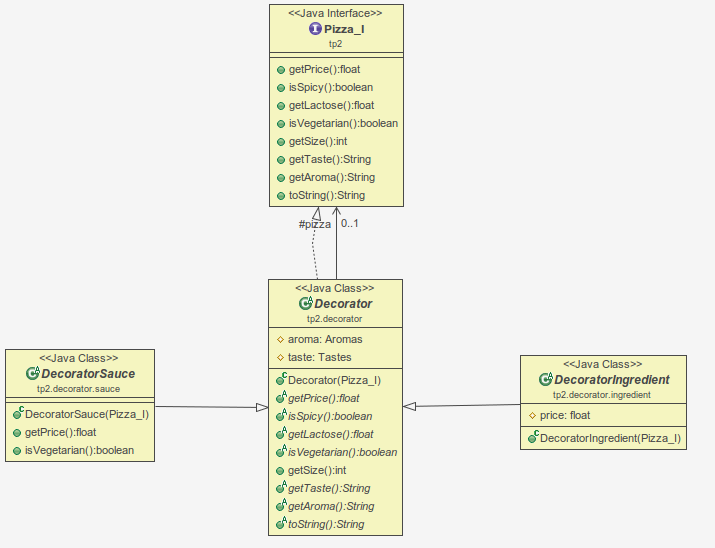 <<Java Interface>>
Pizza_I
tp2
getPrice():float
isSpicy():boolean
getLactose():float
isVegetarian():boolean
getSize():int
getTaste():String
getAroma():String
toString():String
#pizza 0..1
<<Java Class>>
Decorator
tp2.decorator
aroma: Aromas
taste: Tastes
Decorator(Pizza_I)
getPrice():float
isSpicy():boolean
getLactose():float
isVegetarian():boolean
getSize():int
getTaste():String
getAroma():String
toString():String
<<Java Class>>
DecoratorSauce
tp2.decorator.sauce
DecoratorSauce(Pizza_I)
getPrice():float
isVegetarian():boolean
<<Java Class>>
DecoratorIngredient
tp2.decorator.ingredient
price: float
DecoratorIngredient(Pizza_I)